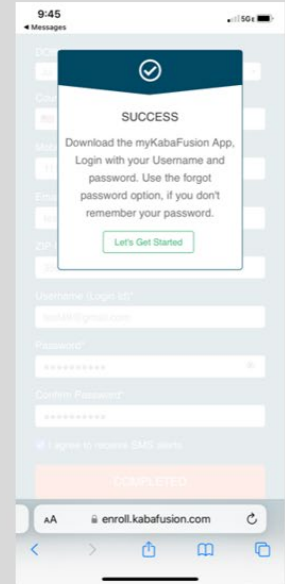 9:45
5G
Messages
SUCCESS
Download the myKabaFusion App,
Login with your Username and
password. Use the forgot
password option, if you don't
remember your password.
Let's Get Started
ZIP
Username (Login Id)*
Password*
Confirm Password*
I agree to receive SMS alerts
COMPLETED
AA enroll.kabafusion.com